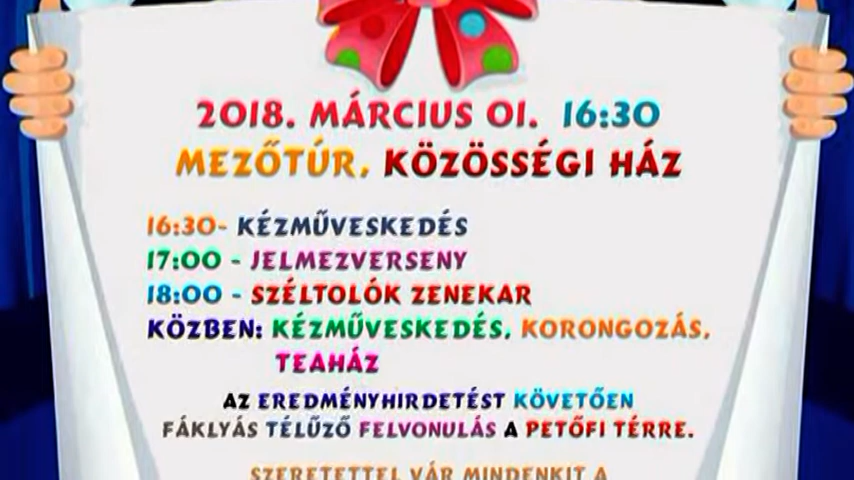 2018. MÁRCIUS 01. 16:30
MEZŐTÚR, KÖZÖSSÉGI HÁZ
16:30- KÉZMŰVESKEDÉS
17:00 - JELMEZVERSENY
18:00 - SZÉLTOLÓK ZENEKAR
KÖZBEN: KÉZMŰVESKEDÉS, KORONGOZÁS,
TEAHÁZ
AZ EREDMÉNYHIRDETÉST KÖVETŐEN
FÁKLYÁS TÉLŰZŐ FELVONULÁS A PETŐFI TÉRRE.
SZERETETTEL VÁR MINDENKIT A